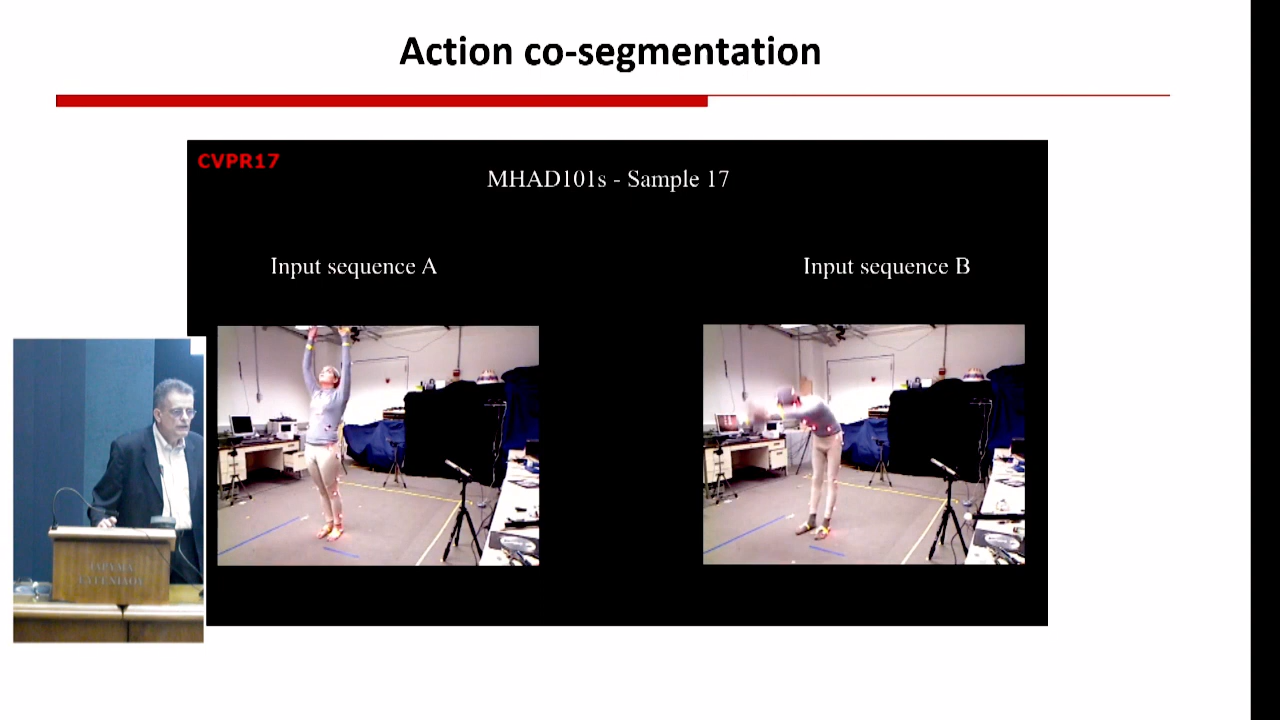 Action co-segmentation
CVPR17
MHAD101s - Sample 17
Input sequence A
Input sequence B